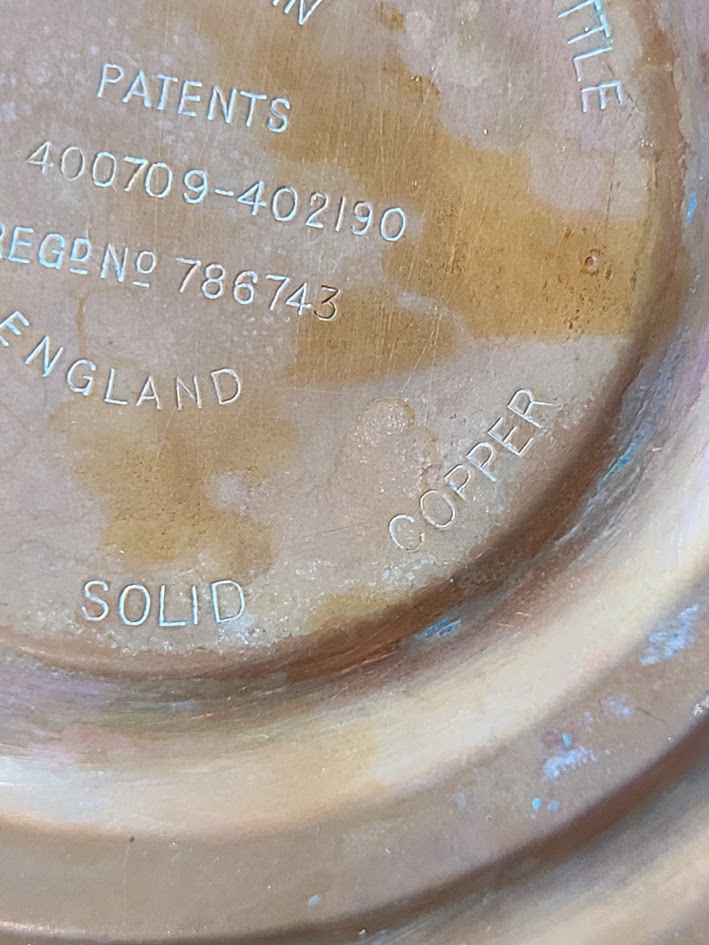 PATENTS
400709-402190
REGD No 786743
ENGLAND
SOLID
COPPER